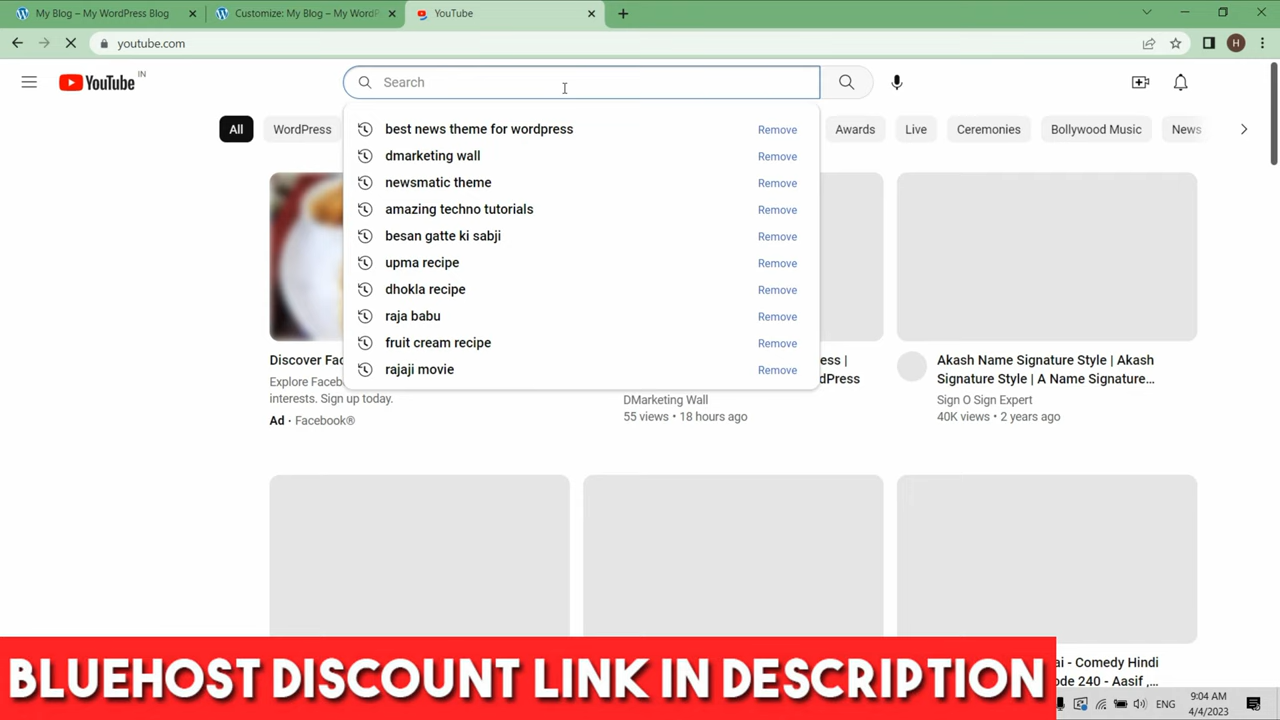 My Blog – My WordPress Blog
Customize: My Blog – My WordP
YouTube
youtube.com
H
YouTube IN
Search
best news theme for wordpress Remove
dmarketing wall Remove
newsmatic theme Remove
amazing techno tutorials Remove
besan gatte ki sabji Remove
upma recipe Remove
dhokla recipe Remove
raja babu Remove
fruit cream recipe Remove
rajaji movie Remove
All
WordPress
Awards
Live
Ceremonies
Bollywood Music
News
Discover Fac
Explore Faceb
interests. Sign up today.
Ad · Facebook®
ess |
dPress
DMarketing Wall
55 views • 18 hours ago
Akash Name Signature Style | Akash
Signature Style | A Name Signature...
Sign O Sign Expert
40K views • 2 years ago
ai - Comedy Hindi
ode 240 - Aasif ,...
BLUEHOST DISCOUNT LINK IN DESCRIPTION
ENG
9:04 AM
4/4/2023